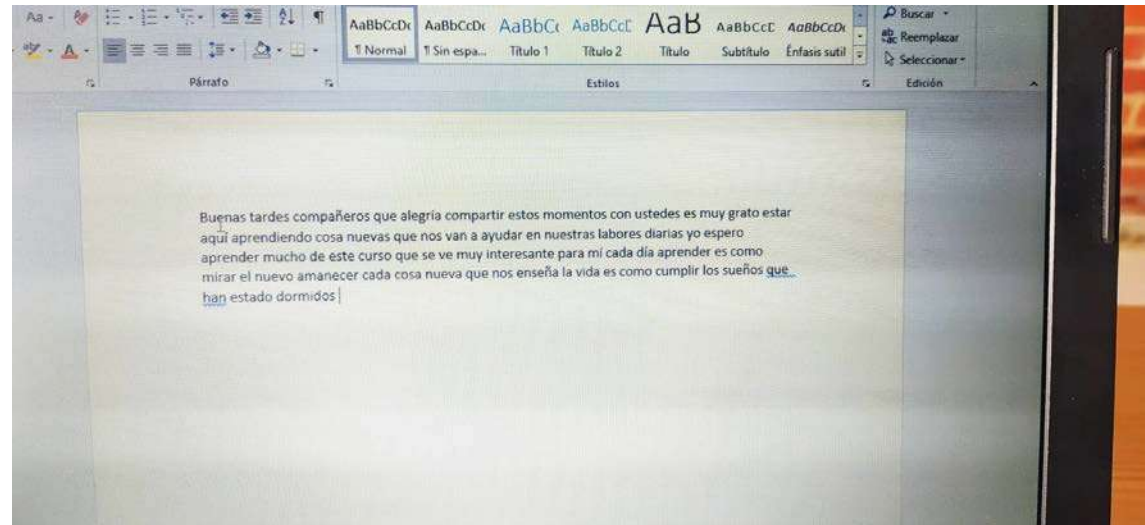 Aa
AaBbCcDc AaBbCcDc AaBbC AaBbCcD AaB AaBbCcD AaBbCcDc
¶ Normal ¶ Sin espa... Título 1 Título 2 Título Subtítulo Énfasis sutil
Buscar
Reemplazar
Seleccionar
Párrafo Estilos Edición
Buenas tardes compañeros que alegría compartir estos momentos con ustedes es muy grato estar
aquí aprendiendo cosa nuevas que nos van a ayudar en nuestras labores diarias yo espero
aprender mucho de este curso que se ve muy interesante para mí cada día aprender es como
mirar el nuevo amanecer cada cosa nueva que nos enseña la vida es como cumplir los sueños que
han estado dormidos